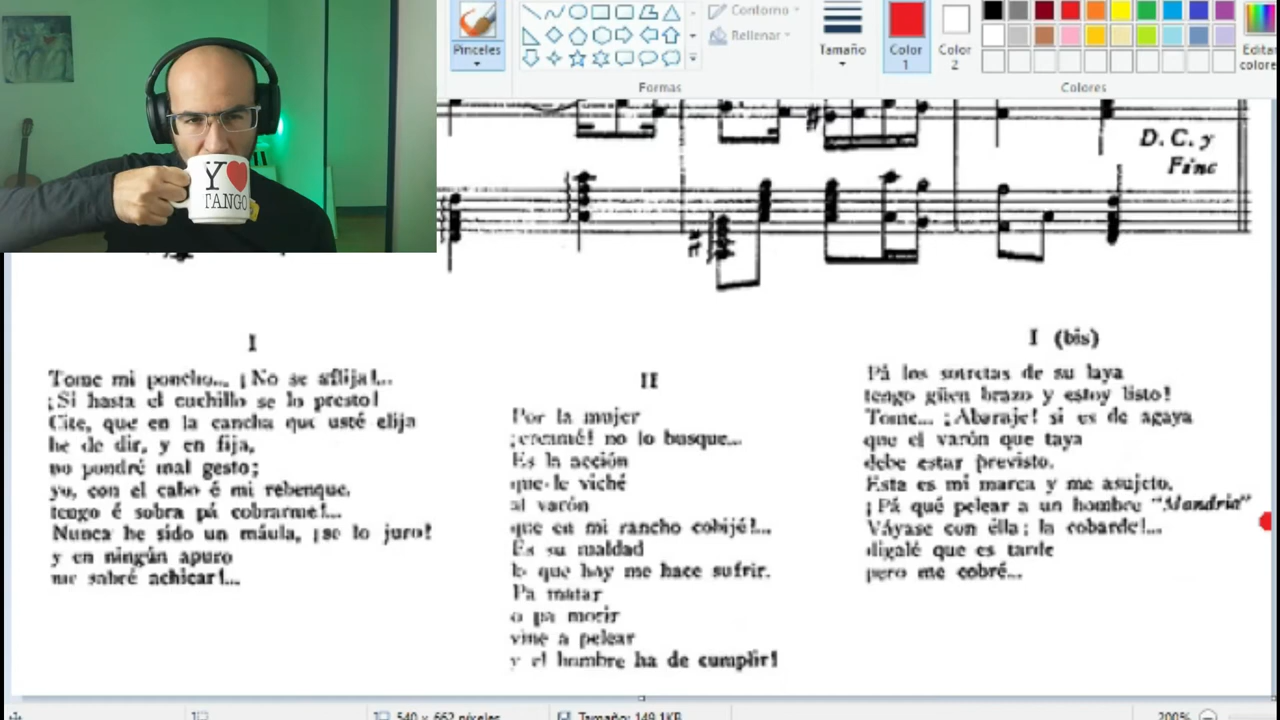 Pinceles
Formas
Contorno
Rellenar
Tamaño
Color
1
Color
2
Colores
Editar
colores
Y
TANGO
D. C. y
Fine
I
Tome mi poncho... ¡No se aflija!...
¡Si hasta el cuchillo se lo presto!
Cite, que en la cancha que usté elija
he de dir, y en fija,
no pondré mal gesto;
yo, con el cabo é mi rebenque,
tengo é sobra pá cobrarme!...
Nunca he sido un máula, ¡se lo juro!
y en ningún apuro
me sabré achicar!...
II
Por la mujer
¡creamé! no lo busque...
Es la acción
que le viché
al varón
que en mi rancho cobijé!...
Es su maldad
lo que hoy me hace sufrir.
Pa matar
o pa morir
vine a pelear
y el hombre ha de cumplir!
I (bis)
Pá los sotretas de su laya
tengo güen brazo y estoy listo!
Tome... ¡Abaraje! si es de agaya
que el varón que taya
debe estar previsto.
Esta es mi marca y me asujeto.
¡Pá qué pelear a un hombre "Mandria"
Váyase con élla; la cobarde!...
digalé que es tarde
pero me cobré...
540 × 662 píxeles
Tamaño: 149,1KB
200%